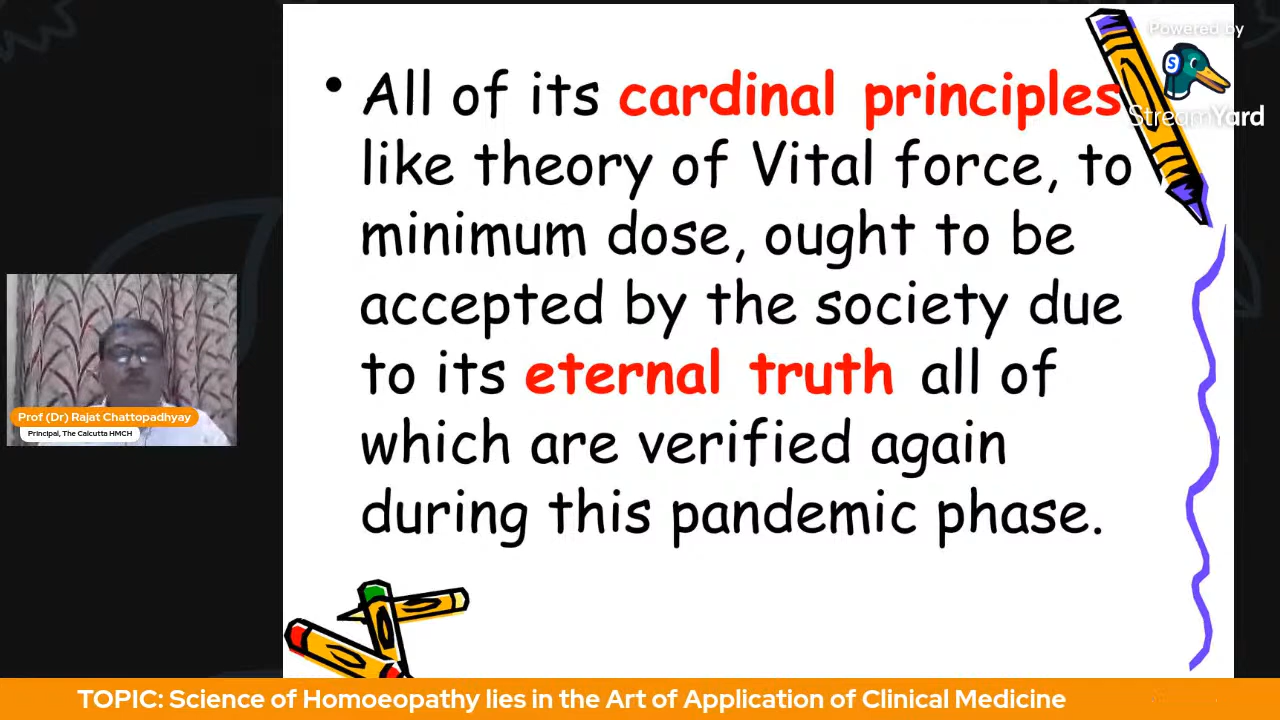 Powered by
StreamYard
• All of its cardinal principles
like theory of Vital force, to
minimum dose, ought to be
accepted by the society due
to its eternal truth all of
which are verified again
during this pandemic phase.
Prof (Dr) Rajat Chattopadhyay
Principal, The Calcutta HMCH
TOPIC: Science of Homoeopathy lies in the Art of Application of Clinical Medicine